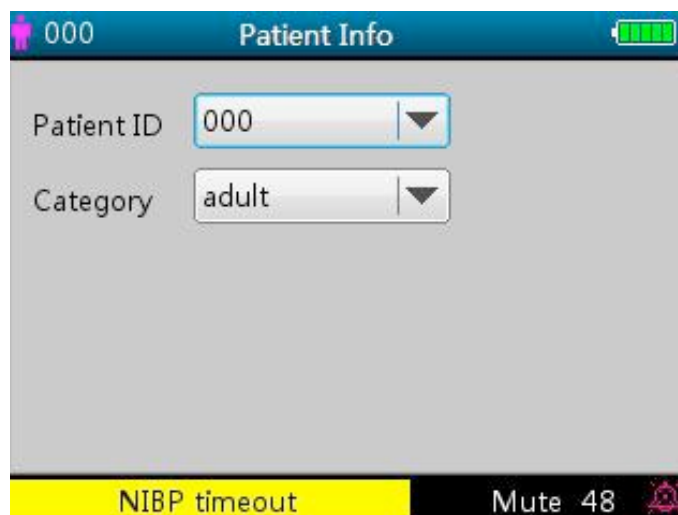 000 Patient Info
Patient ID 000
Category adult
NIBP timeout Mute 48